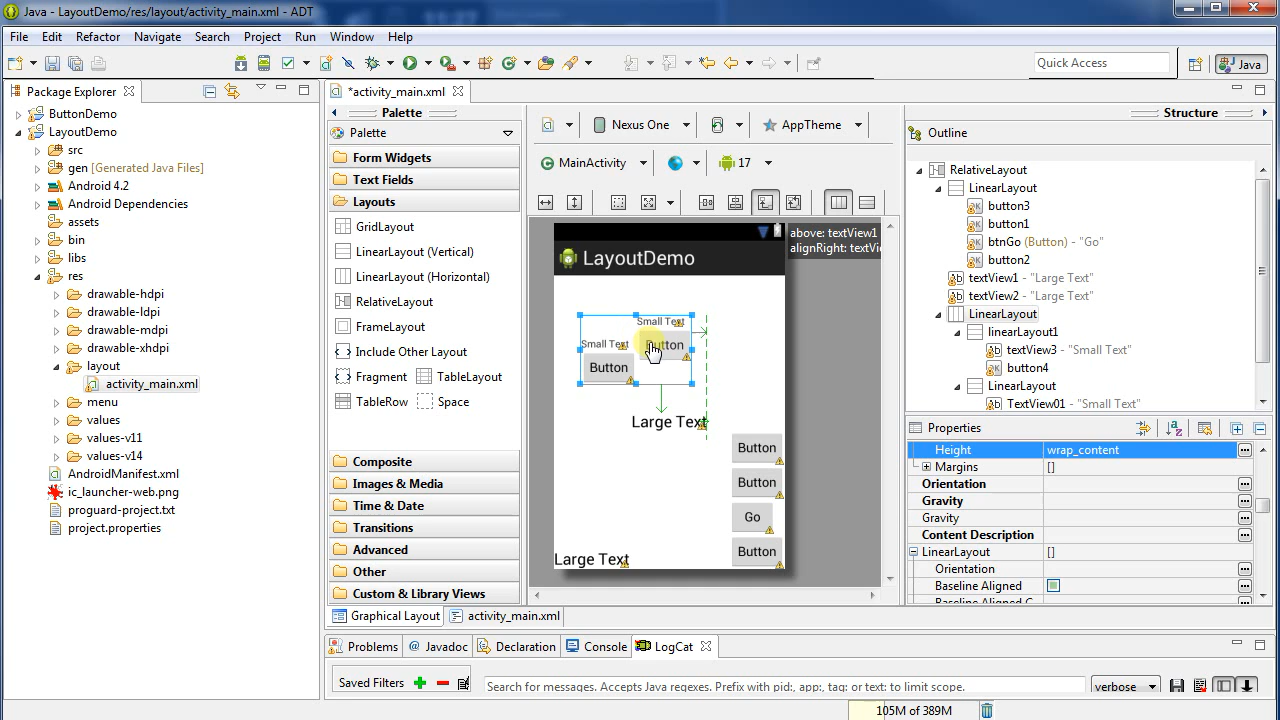 Java - LayoutDemo/res/layout/activity_main.xml - ADT
File Edit Refactor Navigate Search Project Run Window Help
Quick Access
Java
Package Explorer
ButtonDemo
LayoutDemo
src
gen [Generated Java Files]
Android 4.2
Android Dependencies
assets
bin
libs
res
drawable-hdpi
drawable-ldpi
drawable-mdpi
drawable-xhdpi
layout
activity_main.xml
menu
values
values-v11
values-v14
AndroidManifest.xml
ic_launcher-web.png
proguard-project.txt
project.properties
*activity_main.xml
Palette
Palette
Form Widgets
Text Fields
Layouts
GridLayout
LinearLayout (Vertical)
LinearLayout (Horizontal)
RelativeLayout
FrameLayout
Include Other Layout
Fragment TableLayout
TableRow Space
Composite
Images & Media
Time & Date
Transitions
Advanced
Other
Custom & Library Views
Nexus One
AppTheme
MainActivity
17
above: textView1
alignRight: textVi
LayoutDemo
Small Text
Button
Small Text
Button
Large Text
Button
Button
Go
Button
Large Text
Graphical Layout
activity_main.xml
Structure
Outline
RelativeLayout
LinearLayout
button3
button1
btnGo (Button) - "Go"
button2
textView1 - "Large Text"
textView2 - "Large Text"
LinearLayout
linearLayout1
textView3 - "Small Text"
button4
LinearLayout
TextView01 - "Small Text"
Properties
Height wrap_content
Margins []
Orientation
Gravity
Gravity
Content Description
LinearLayout []
Orientation
Baseline Aligned
Baseline Aligned C
Problems Javadoc Declaration Console LogCat
Saved Filters
Search for messages. Accepts Java regexes. Prefix with pid:, app:, tag: or text: to limit scope.
verbose
105M of 389M